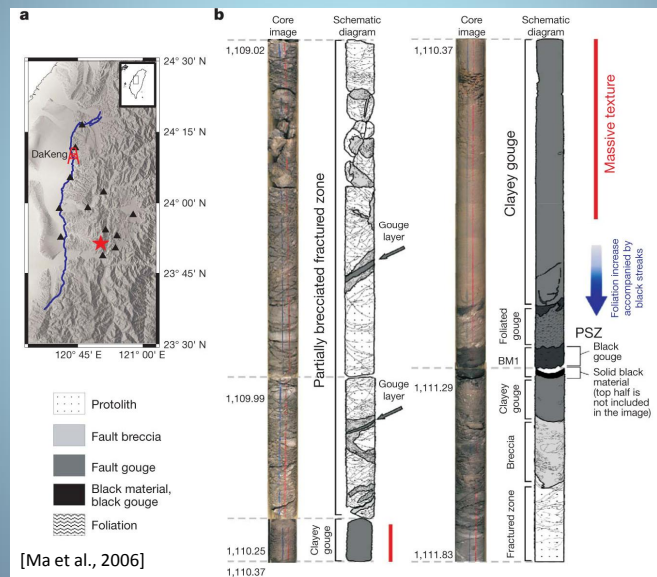 a
24° 30' N
DaKeng
24° 15' N
24° 00' N
23° 45' N
23° 30' N
120° 45' E
121° 00' E
Protolith
Fault breccia
Fault gouge
Black material,
black gouge
Foliation
[Ma et al., 2006]
b
Core
image
Schematic
diagram
1,109.02
Partially brecciated fractured zone
Gouge
layer
1,109.99
Gouge
layer
1,110.25
Clayey
gouge
1,110.37
Core
image
Schematic
diagram
1,110.37
Clayey gouge
Massive texture
Foliation increase
accompanied by
black streaks
Foliated
gouge
PSZ
BM1
Black
gouge
1,111.29
Solid black
material
(top half is
not included
in the image)
Clayey
gouge
Breccia
Fractured zone
1,111.83